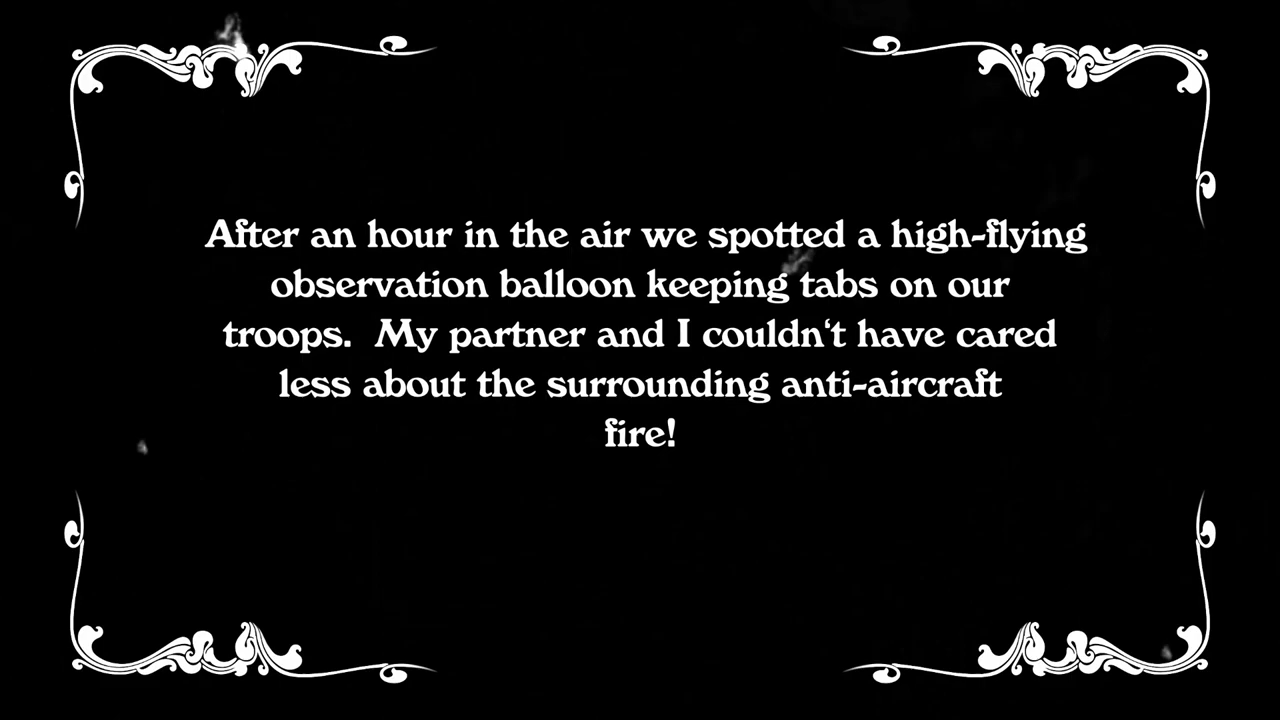 After an hour in the air we spotted a high-flying
observation balloon keeping tabs on our
troops.  My partner and I couldn‘t have cared
less about the surrounding anti-aircraft
fire!